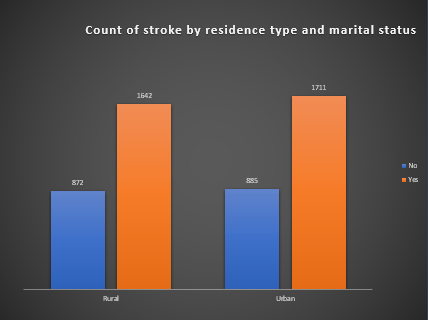 Count of stroke by residence type and marital status
1642
1711
872
885
No
Yes
Rural
Urban